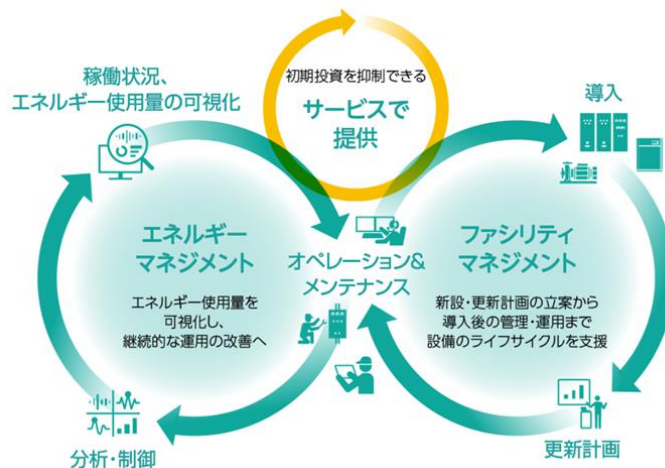 初期投資を抑制できる
サービスで
提供
稼働状況、
エネルギー使用量の可視化
導入
エネルギー
マネジメント
エネルギー使用量を
可視化し、
継続的な運用の改善へ
オペレーション&
メンテナンス
ファシリティ
マネジメント
新設・更新計画の立案から
導入後の管理・運用まで
設備のライフサイクルを支援
分析・制御
更新計画